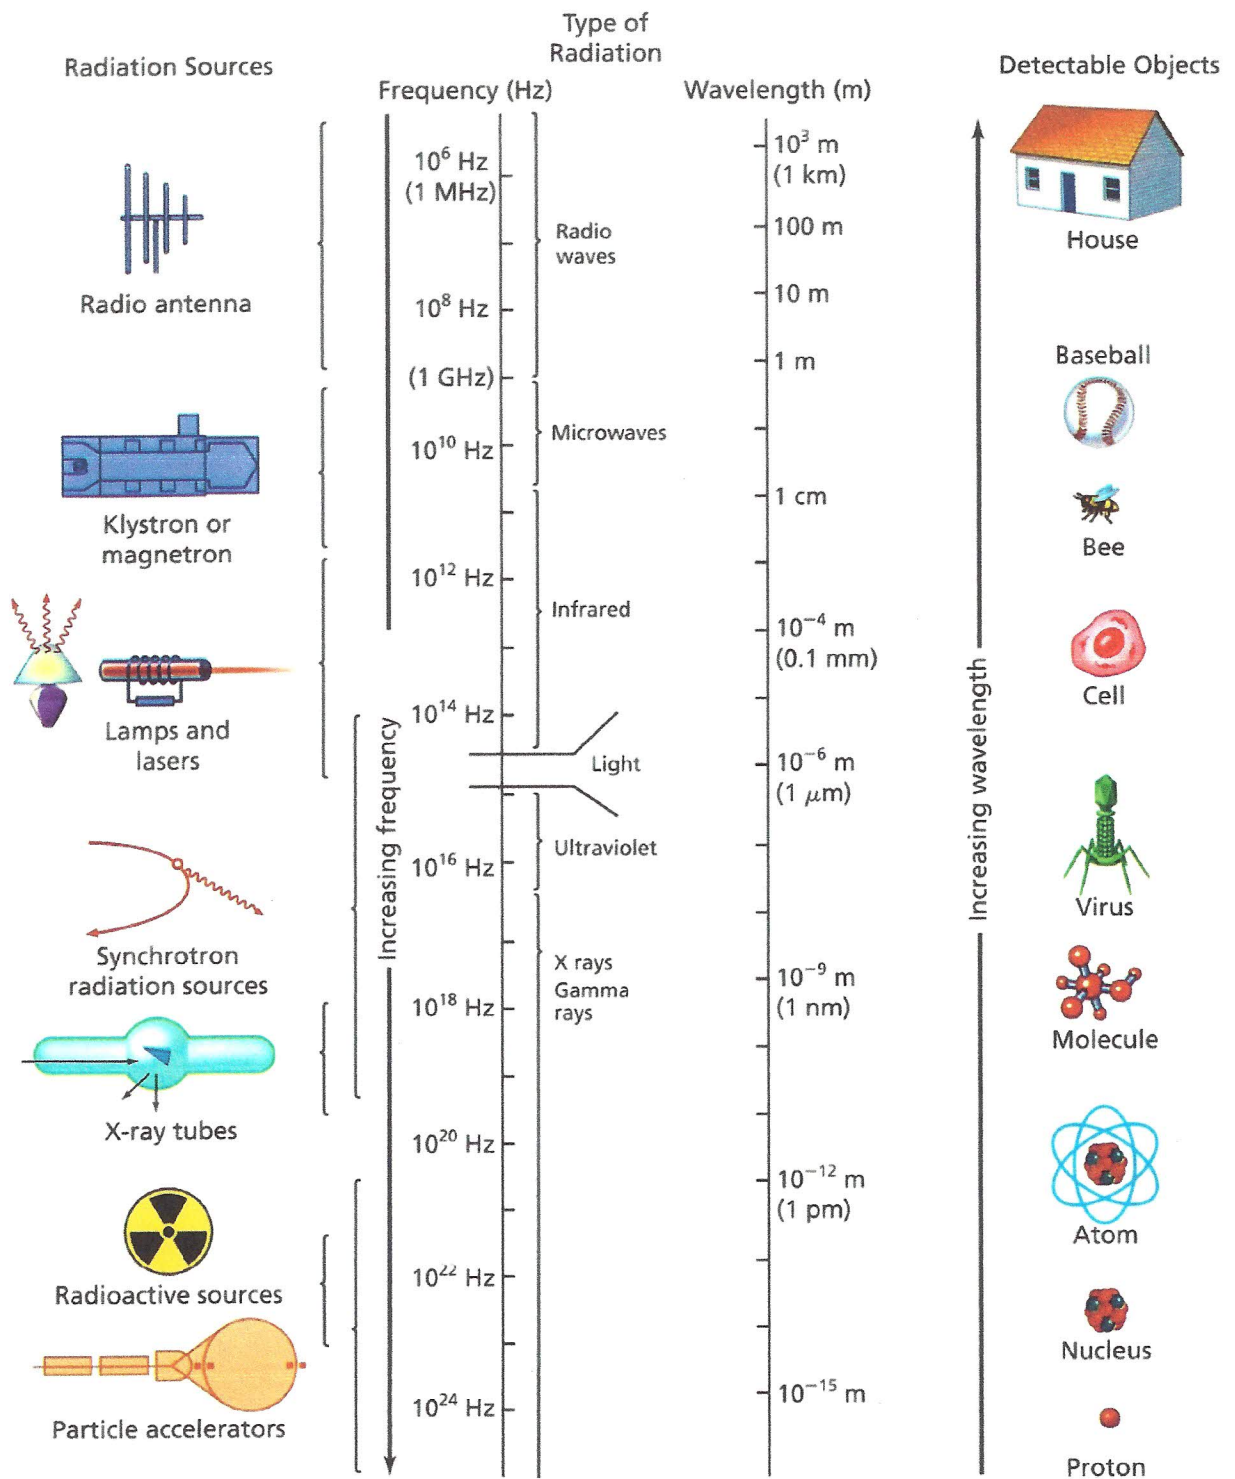 Type of
Radiation
Radiation Sources
Frequency (Hz)
Wavelength (m)
Detectable Objects
Radio antenna
Klystron or
magnetron
Lamps and
lasers
Synchrotron
radiation sources
X-ray tubes
Radioactive sources
Particle accelerators
Increasing frequency
10⁶ Hz
(1 MHz)
10⁸ Hz
(1 GHz)
10¹⁰ Hz
10¹² Hz
10¹⁴ Hz
10¹⁶ Hz
10¹⁸ Hz
10²⁰ Hz
10²² Hz
10²⁴ Hz
Radio
waves
Microwaves
Infrared
Light
Ultraviolet
X rays
Gamma
rays
10³ m
(1 km)
100 m
10 m
1 m
1 cm
10⁻⁴ m
(0.1 mm)
10⁻⁶ m
(1 μm)
10⁻⁹ m
(1 nm)
10⁻¹² m
(1 pm)
10⁻¹⁵ m
Increasing wavelength
House
Baseball
Bee
Cell
Virus
Molecule
Atom
Nucleus
Proton